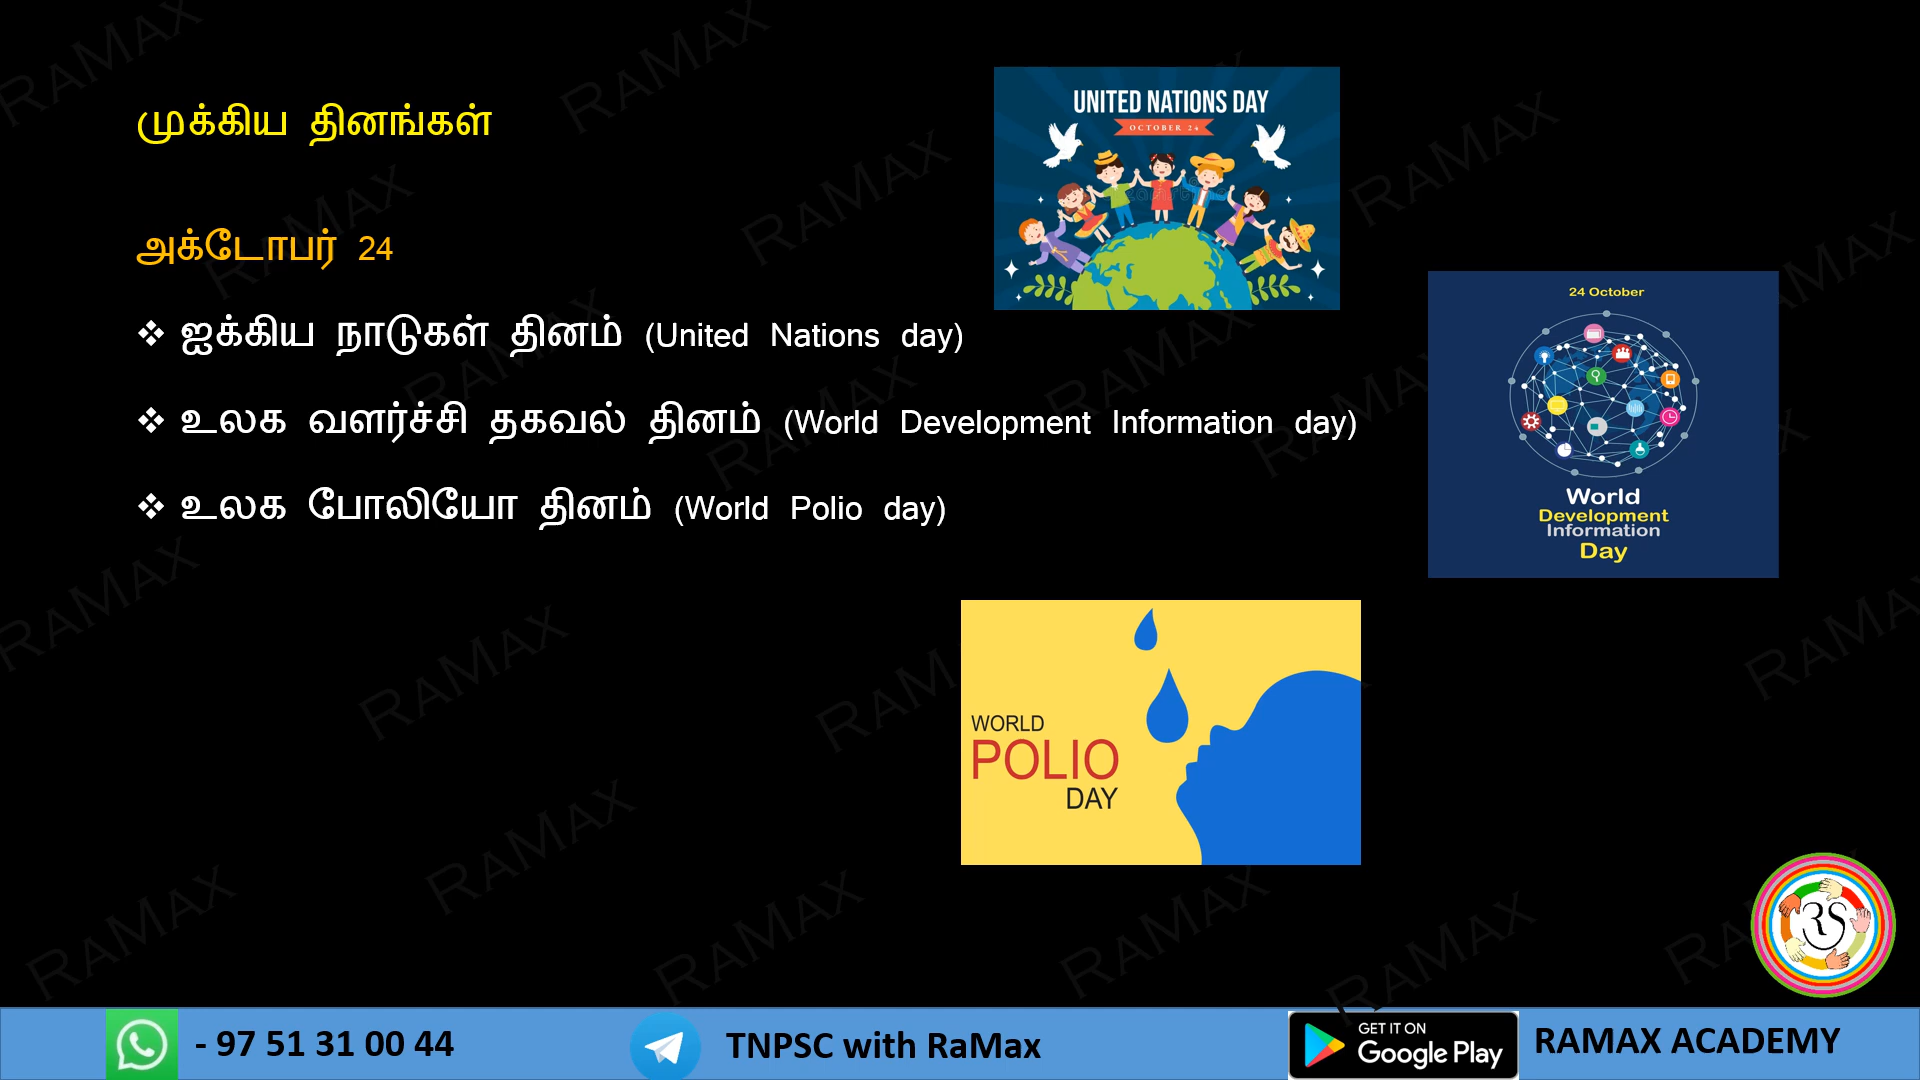 முக்கிய தினங்கள்
அக்டோபர் 24
❖ ஐக்கிய நாடுகள் தினம் (United Nations day)
❖ உலக வளர்ச்சி தகவல் தினம் (World Development Information day)
❖ உலக போலியோ தினம் (World Polio day)
UNITED NATIONS DAY
OCTOBER 24
24 October
World
Development
Information
Day
WORLD
POLIO
DAY
- 97 51 31 00 44
TNPSC with RaMax
GET IT ON
Google Play
RAMAX ACADEMY
RAMAX